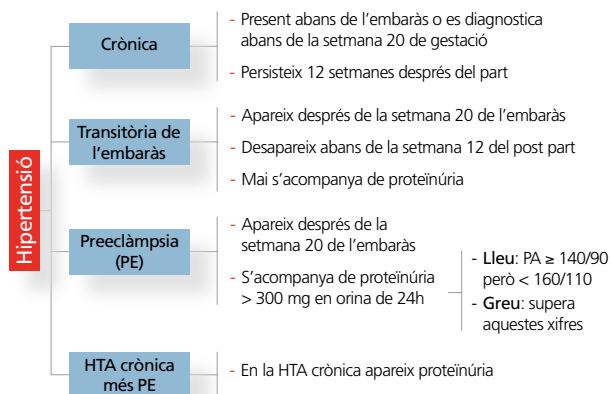 Hipertensió
Crònica
- Present abans de l'embaràs o es diagnostica
abans de la setmana 20 de gestació
- Persisteix 12 setmanes després del part
Transitòria de
l'embaràs
- Apareix després de la setmana 20 de l'embaràs
- Desapareix abans de la setmana 12 del post part
- Mai s'acompanya de proteïnúria
Preeclàmpsia
(PE)
- Apareix després de la
setmana 20 de l'embaràs
- S'acompanya de proteïnúria
> 300 mg en orina de 24h
- Lleu: PA ≥ 140/90
però < 160/110
- Greu: supera
aquestes xifres
HTA crònica
més PE
- En la HTA crònica apareix proteïnúria